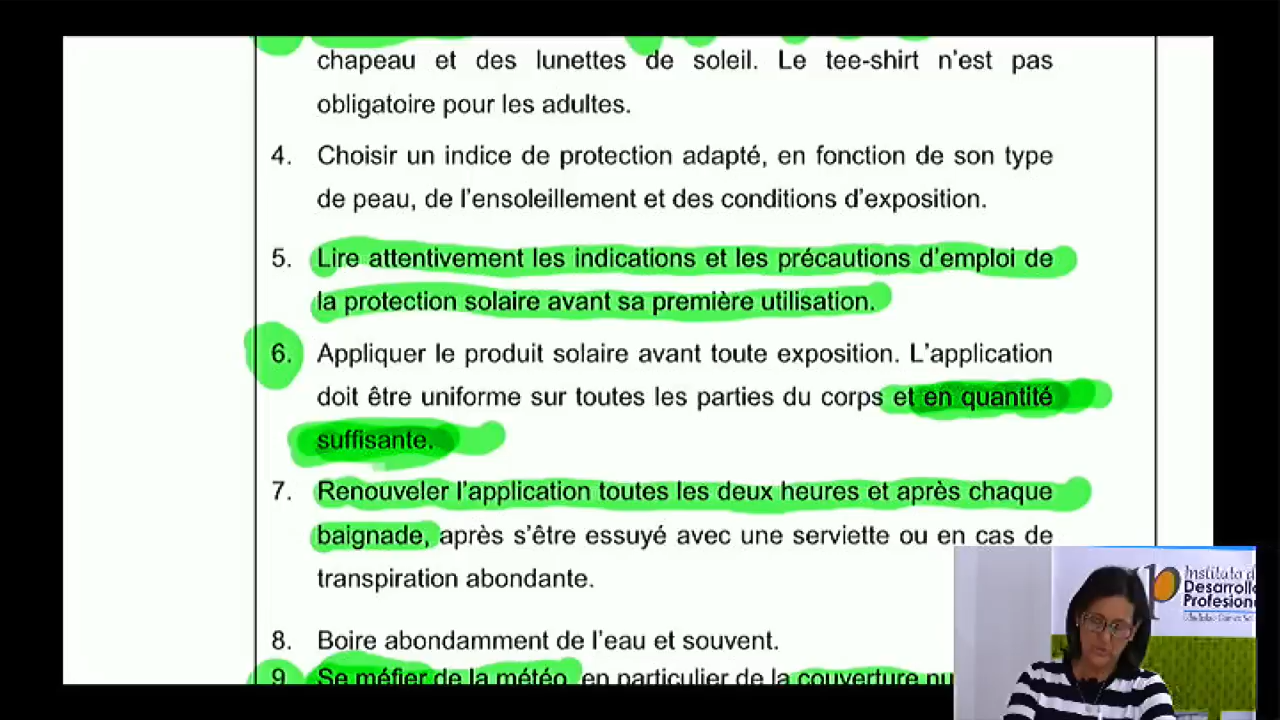 chapeau et des lunettes de soleil. Le tee-shirt n'est pas
obligatoire pour les adultes.
4. Choisir un indice de protection adapté, en fonction de son type
de peau, de l'ensoleillement et des conditions d'exposition.
5. Lire attentivement les indications et les précautions d'emploi de
la protection solaire avant sa première utilisation.
6. Appliquer le produit solaire avant toute exposition. L'application
doit être uniforme sur toutes les parties du corps et en quantité
suffisante.
7. Renouveler l'application toutes les deux heures et après chaque
baignade, après s'être essuyé avec une serviette ou en cas de
transpiration abondante.
8. Boire abondamment de l'eau et souvent.
9 Se méfier de la météo, en particulier de la couverture
Instituto d
Desarrollo
Profesion